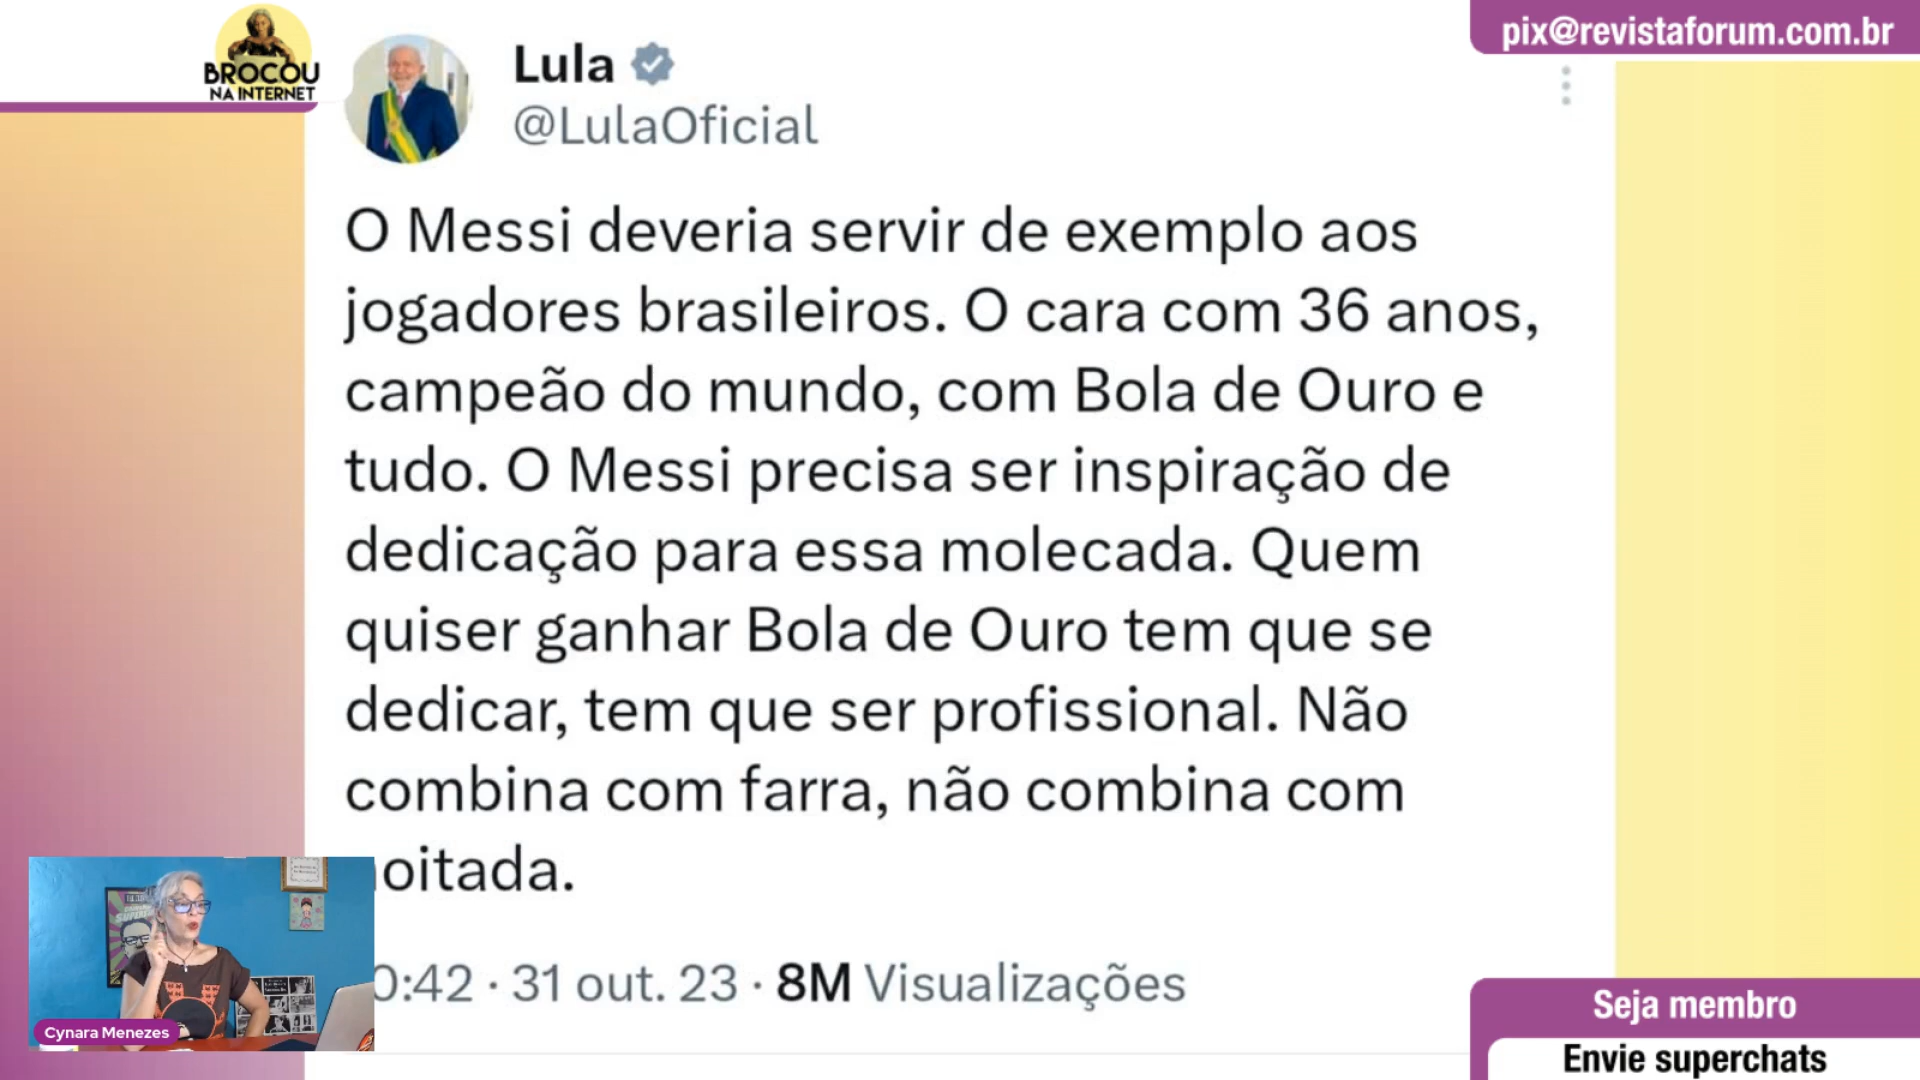 BROCOU
NA INTERNET
pix@revistaforum.com.br
Lula
@LulaOficial
O Messi deveria servir de exemplo aos
jogadores brasileiros. O cara com 36 anos,
campeão do mundo, com Bola de Ouro e
tudo. O Messi precisa ser inspiração de
dedicação para essa molecada. Quem
quiser ganhar Bola de Ouro tem que se
dedicar, tem que ser profissional. Não
combina com farra, não combina com
oitada.
0:42 · 31 out. 23 · 8M Visualizações
Cynara Menezes
Seja membro
Envie superchats